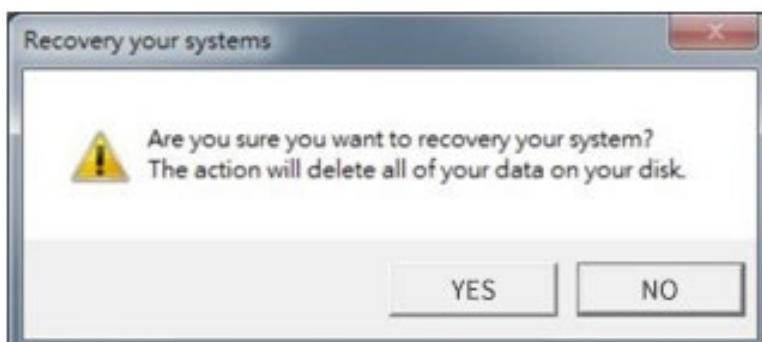 Recovery your systems
Are you sure you want to recovery your system?
The action will delete all of your data on your disk.
YES
NO